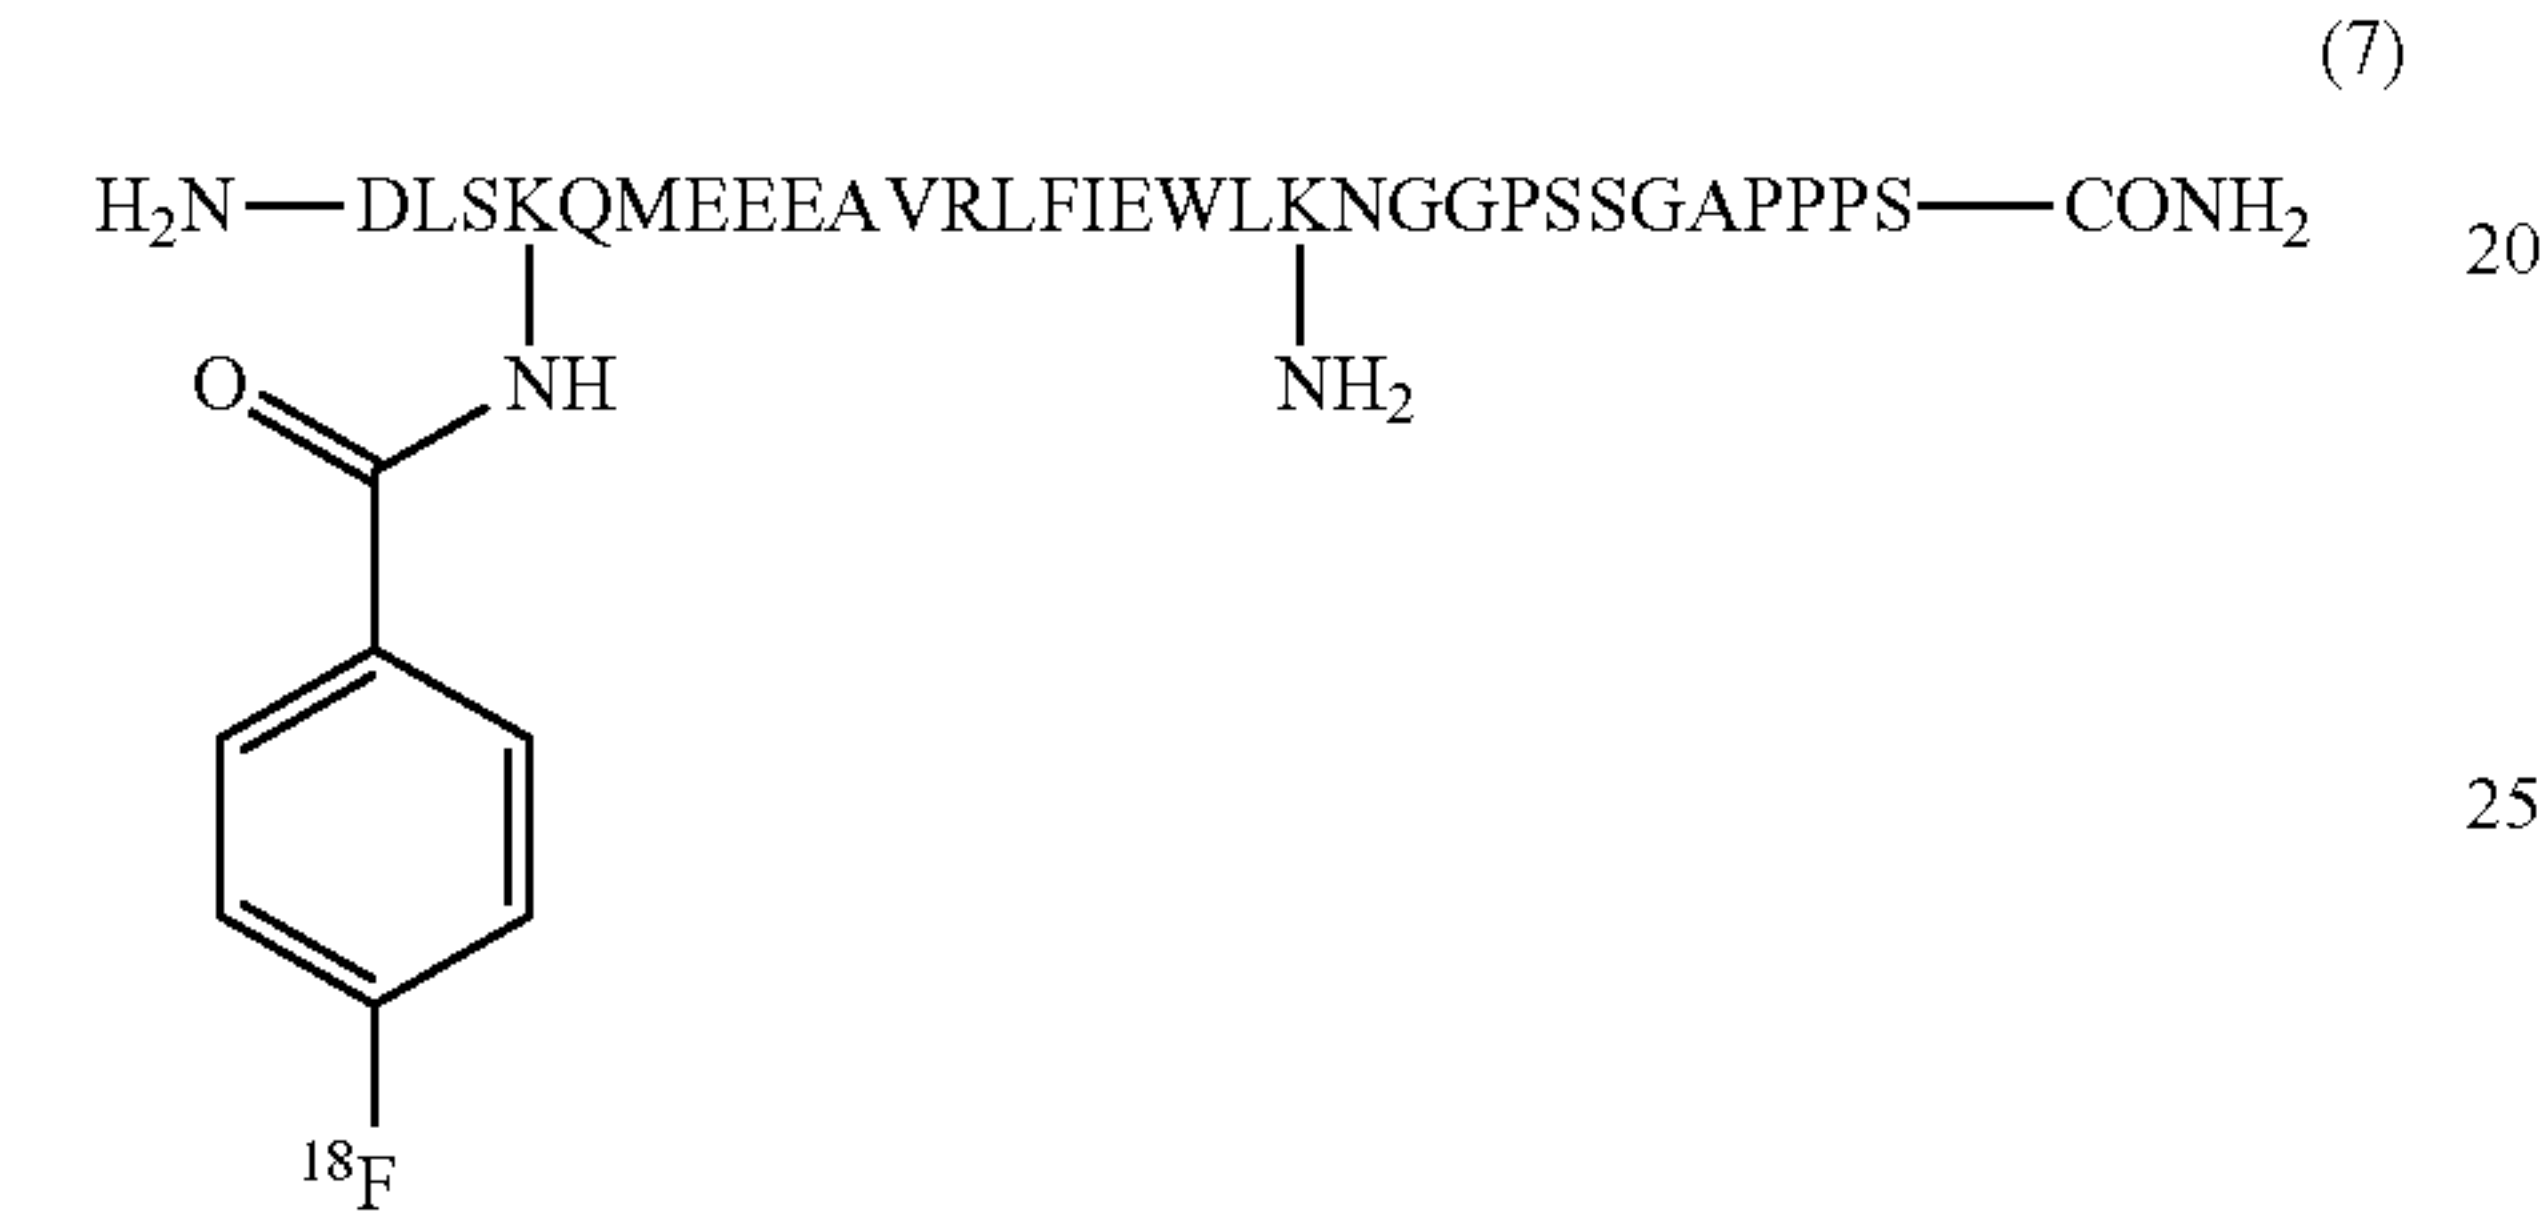 (7)
H₂N—DLSKQMEEEAVRLFIEWLKNGGPSSGAPPPS—CONH₂
20
O
NH
NH₂
25
¹⁸F